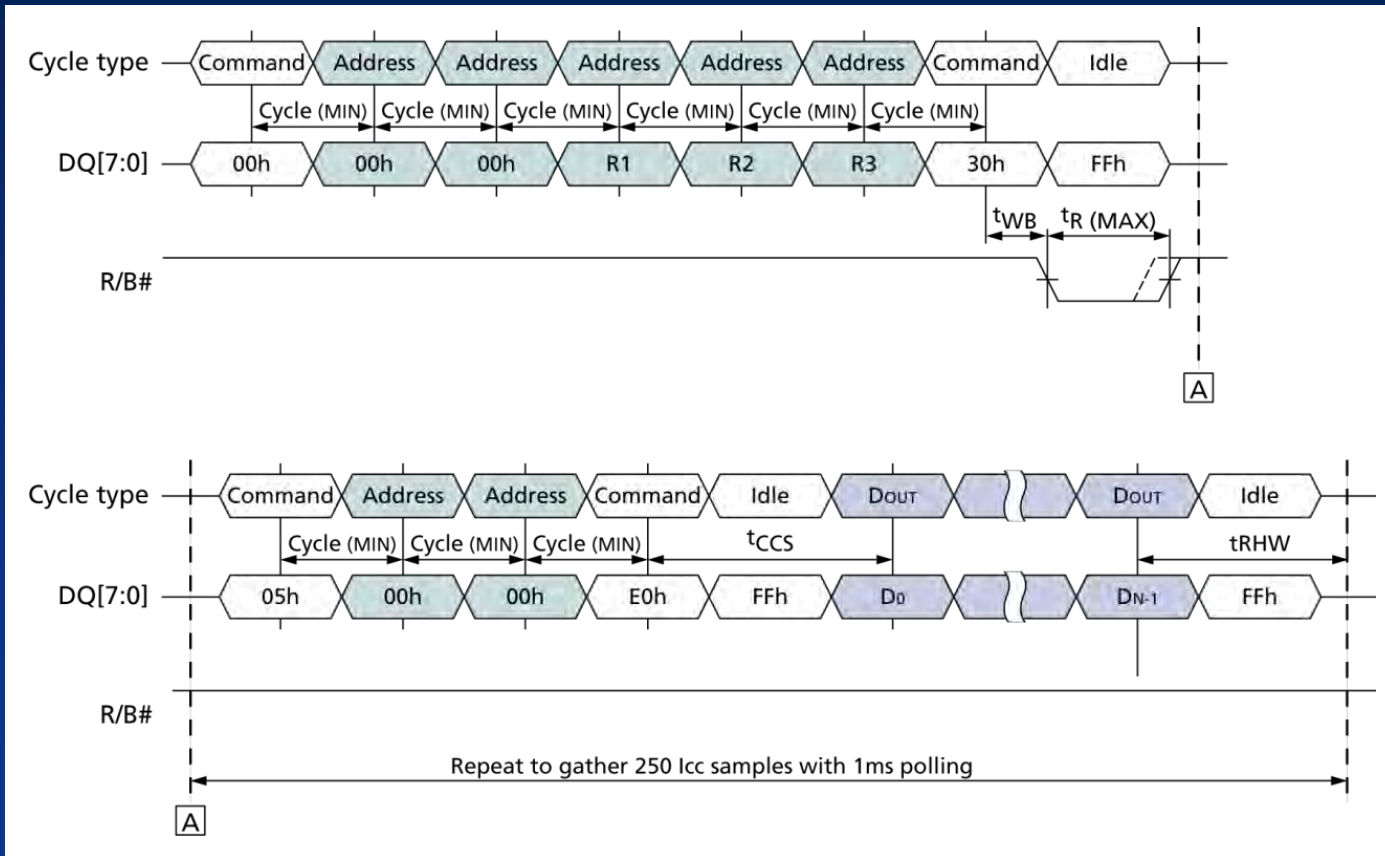 Cycle type Command Address Address Address Address Address Command Idle
Cycle (MIN) Cycle (MIN) Cycle (MIN) Cycle (MIN) Cycle (MIN) Cycle (MIN)
DQ[7:0] 00h 00h 00h R1 R2 R3 30h FFh
tWB tR (MAX)
R/B#
A
Cycle type Command Address Address Command Idle DOUT DOUT Idle
Cycle (MIN) Cycle (MIN) Cycle (MIN) tCCS tRHW
DQ[7:0] 05h 00h 00h E0h FFh D0 DN-1 FFh
R/B#
Repeat to gather 250 Icc samples with 1ms polling
A